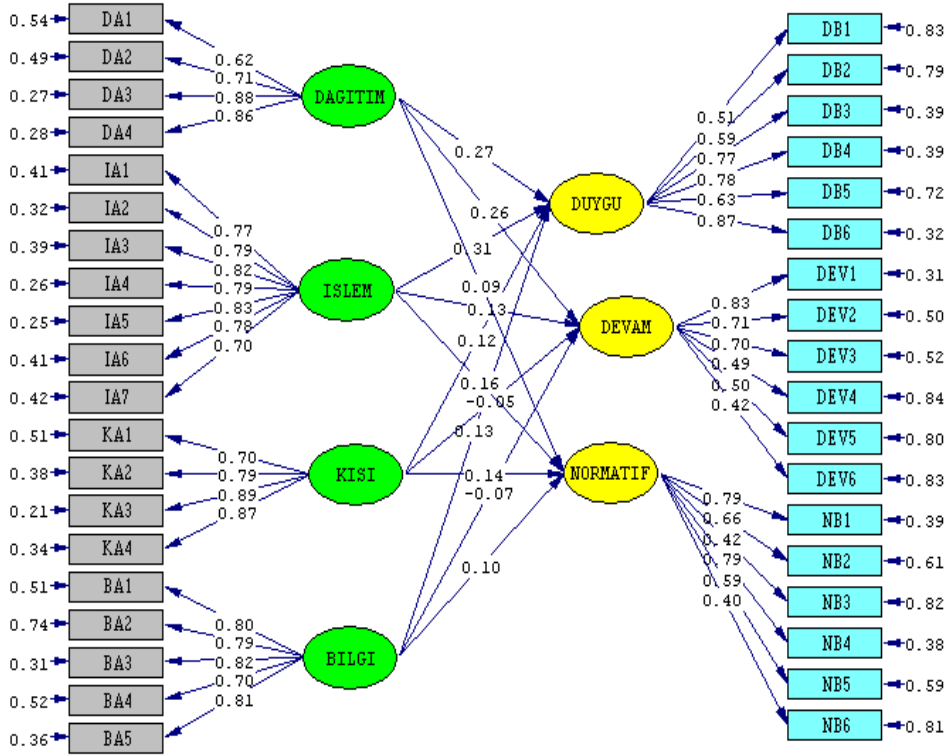 0.54 DA1
0.49 DA2
0.27 DA3
0.28 DA4
0.41 IA1
0.32 IA2
0.39 IA3
0.26 IA4
0.25 IA5
0.41 IA6
0.42 IA7
0.51 KA1
0.38 KA2
0.21 KA3
0.34 KA4
0.51 BA1
0.74 BA2
0.31 BA3
0.52 BA4
0.36 BA5
0.62
0.71
0.88
0.86
0.77
0.79
0.82
0.79
0.83
0.78
0.70
0.70
0.79
0.89
0.87
0.80
0.79
0.82
0.70
0.81
DAGITIM
ISLEM
KISI
BILGI
0.27
0.26
0.31
0.09
0.13
0.12
0.16
-0.05
0.13
0.14
-0.07
0.10
DUYGU
DEVAM
NORMATIF
0.51
0.59
0.77
0.78
0.63
0.87
0.83
0.71
0.70
0.49
0.50
0.42
0.79
0.66
0.42
0.79
0.59
0.40
DB1 0.83
DB2 0.79
DB3 0.39
DB4 0.39
DB5 0.72
DB6 0.32
DEV1 0.31
DEV2 0.50
DEV3 0.52
DEV4 0.84
DEV5 0.80
DEV6 0.83
NB1 0.39
NB2 0.61
NB3 0.82
NB4 0.38
NB5 0.59
NB6 0.81